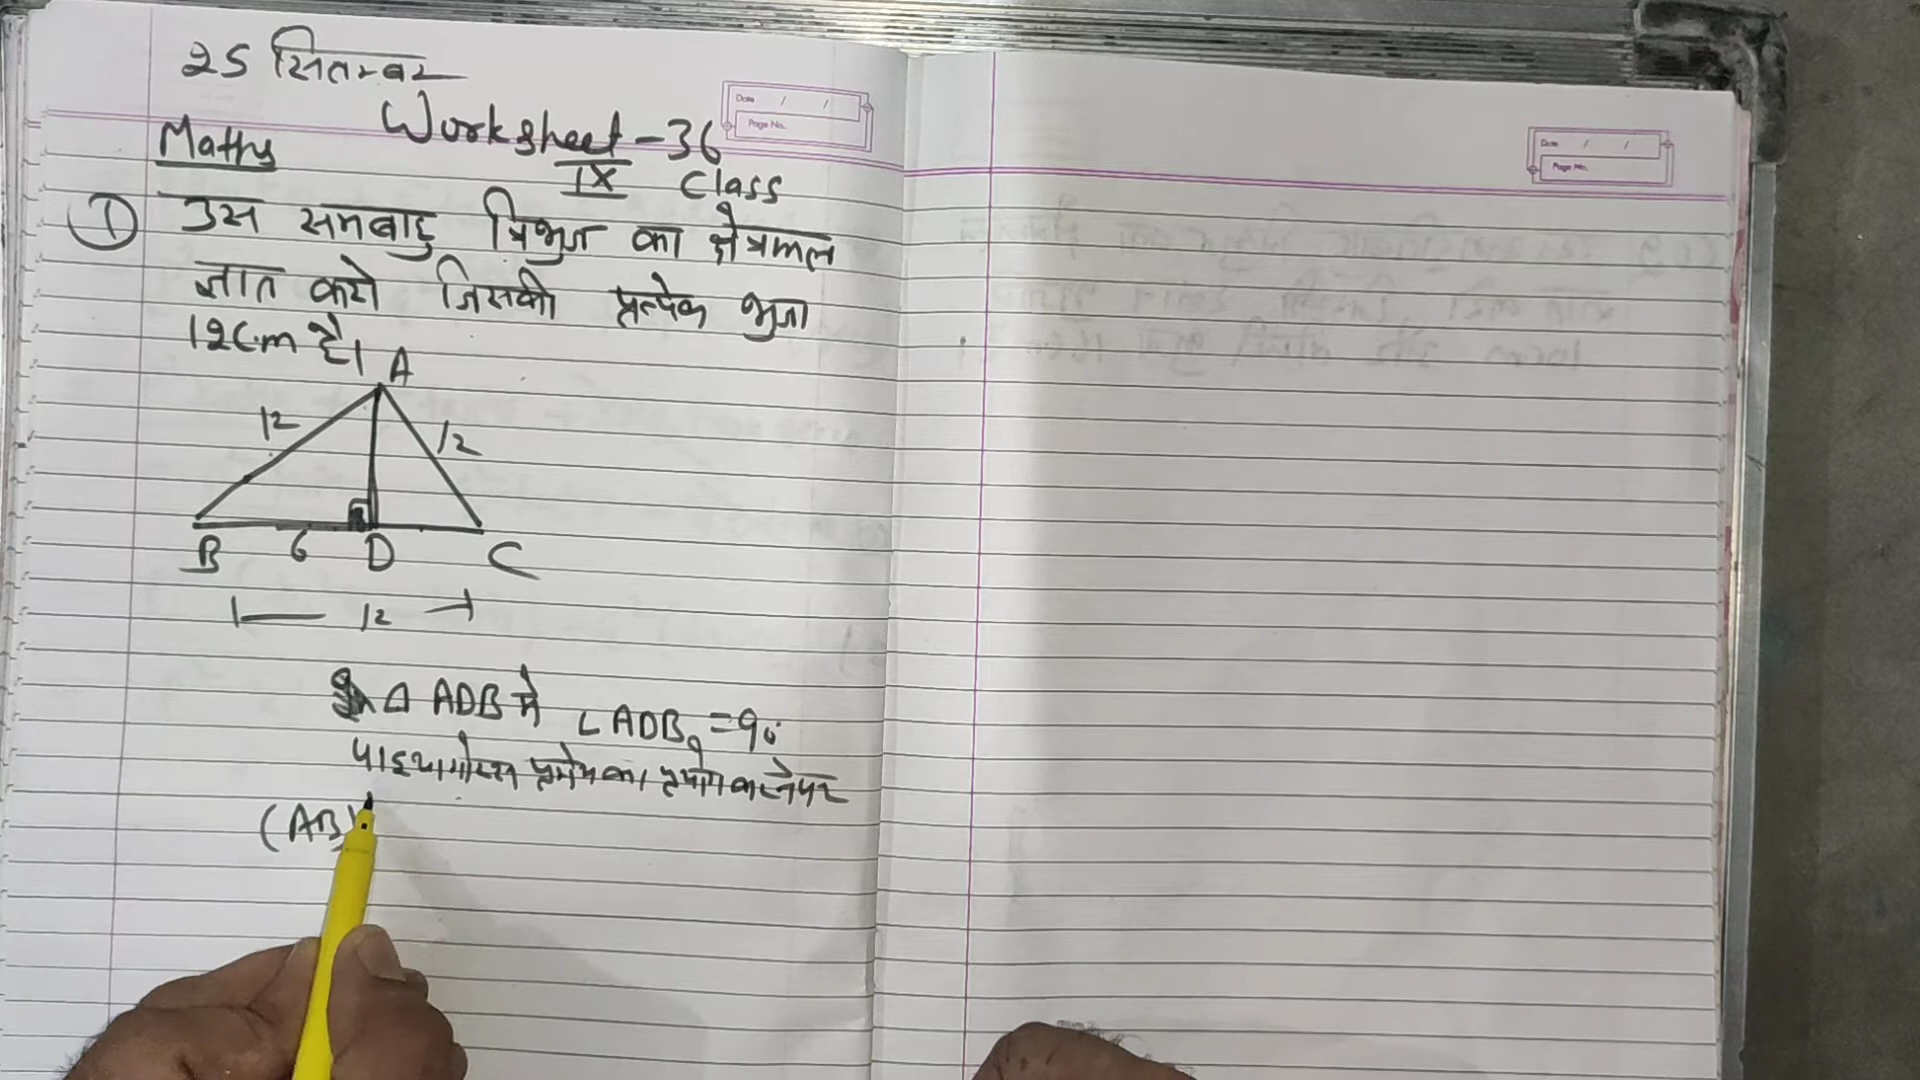 25 सितम्बर
Date / /
Page No.
Worksheet-36
Maths
IX Class
Date / /
Page No.
① उस समबाहु त्रिभुज का क्षेत्रफल
ज्ञात करो जिसकी प्रत्येक भुजा
12cm है।
A
12
12
B 6 D C
12
Δ ADB में ∠ADB = 90°
पाइथागोरस प्रमेय का प्रयोग करने पर
(AB)